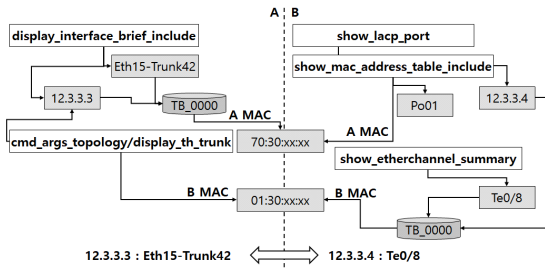 A B
display_interface_brief_include
show_lacp_port
Eth15-Trunk42
show_mac_address_table_include
12.3.3.3
TB_0000
Po01
12.3.3.4
A MAC
A MAC
cmd_args_topology/display_th_trunk
70:30:xx:xx
show_etherchannel_summary
B MAC
01:30:xx:xx
B MAC
Te0/8
TB_0000
12.3.3.3 : Eth15-Trunk42
12.3.3.4 : Te0/8